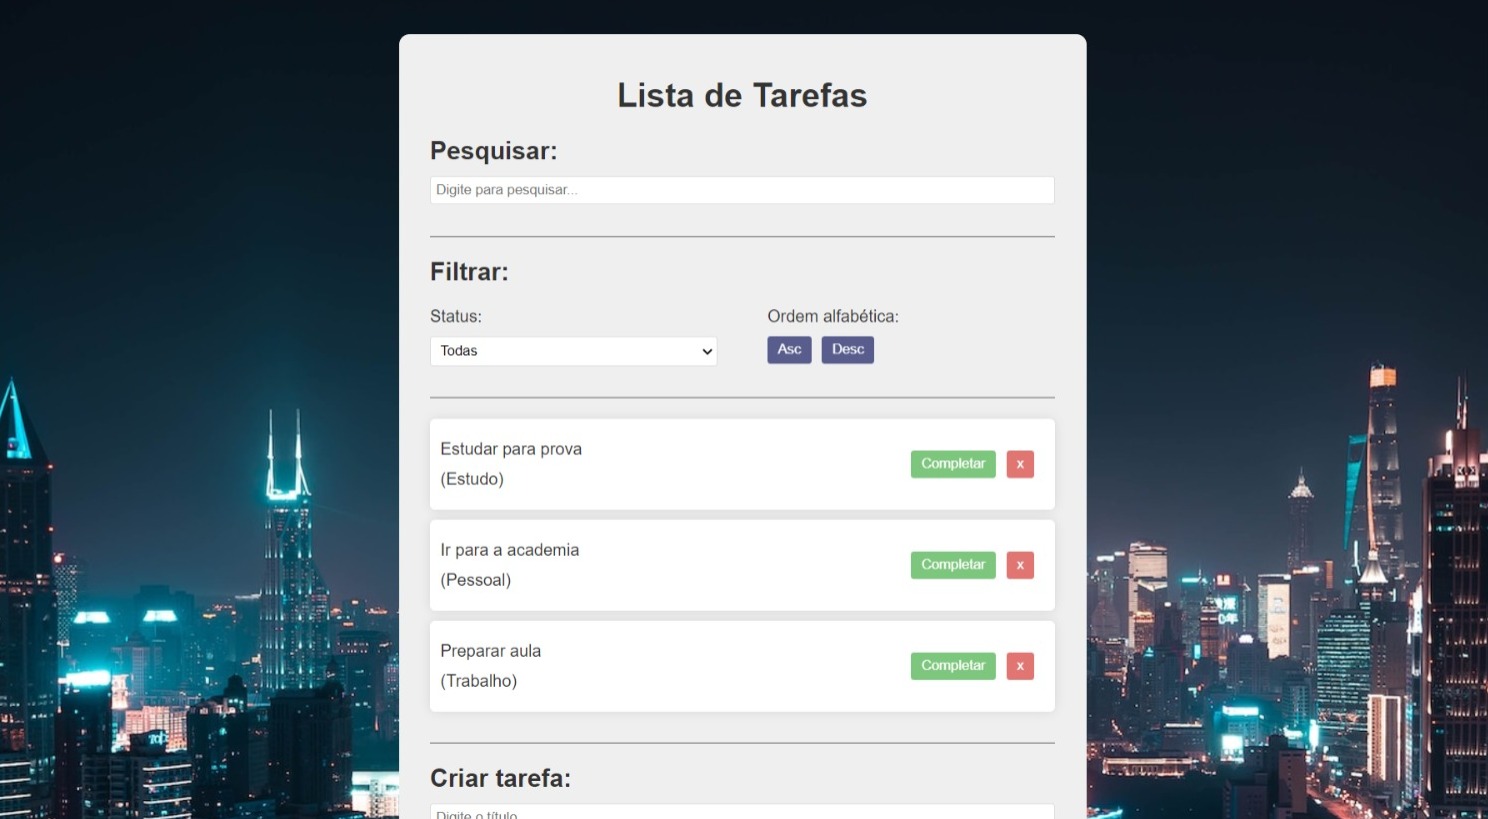 Lista de Tarefas
Pesquisar:
Digite para pesquisar...
Filtrar:
Status:
Ordem alfabética:
Todas
Asc
Desc
Estudar para prova
(Estudo)
Completar
x
Ir para a academia
(Pessoal)
Completar
x
Preparar aula
(Trabalho)
Completar
x
Criar tarefa:
Digite o título